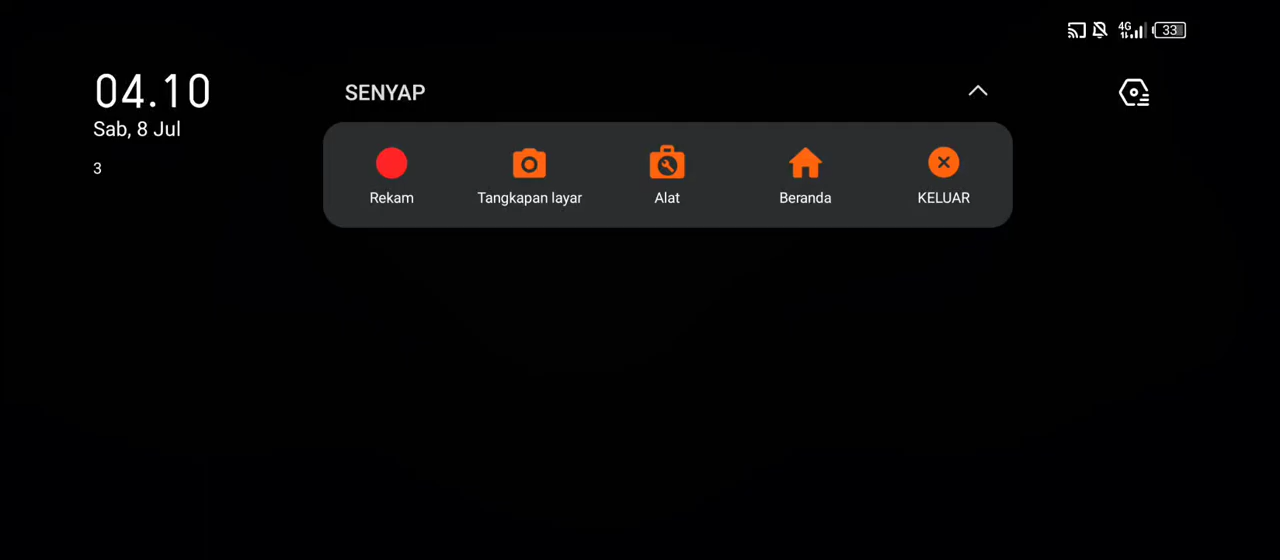 4G 33
04.10
SENYAP
Sab, 8 Jul
3
Rekam
Tangkapan layar
Alat
Beranda
KELUAR